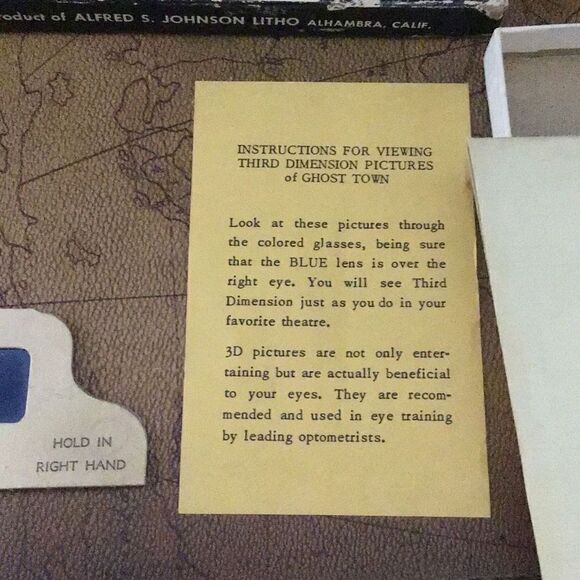 roduct of ALFRED S. JOHNSON LITHO ALHAMBRA, CALIF.
INSTRUCTIONS FOR VIEWING
THIRD DIMENSION PICTURES
of GHOST TOWN
Look at these pictures through
the colored glasses, being sure
that the BLUE lens is over the
right eye. You will see Third
Dimension just as you do in your
favorite theatre.
3D pictures are not only enter-
taining but are actually beneficial
to your eyes. They are recom-
mended and used in eye training
by leading optometrists.
HOLD IN
RIGHT HAND